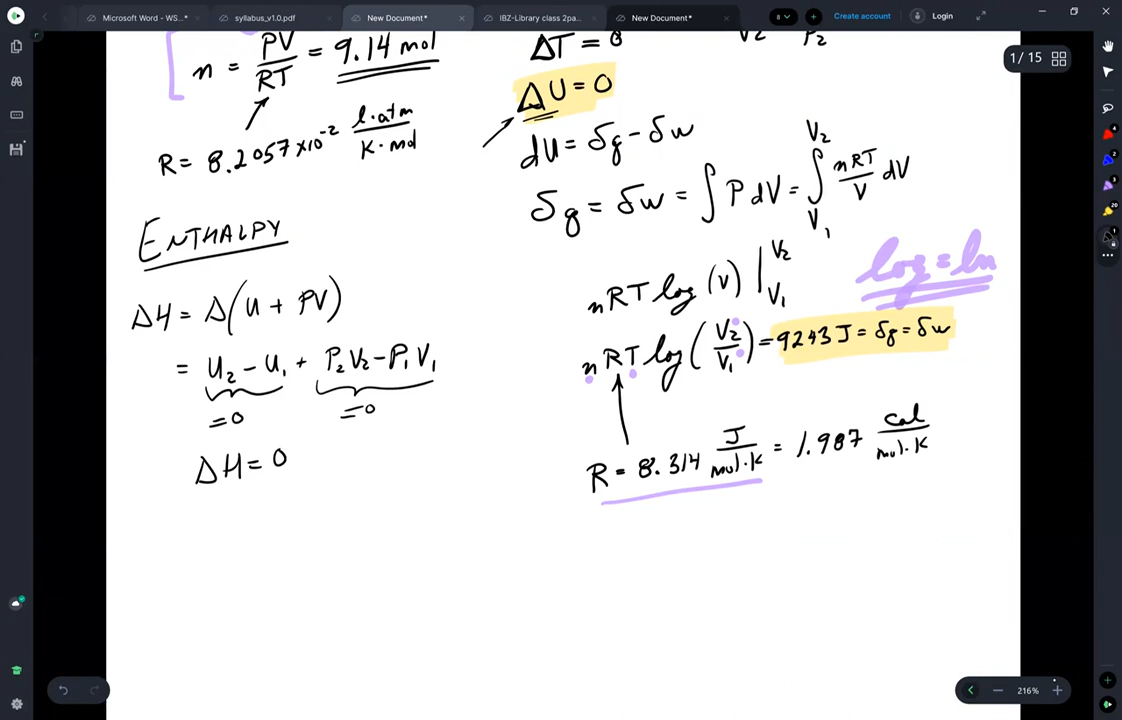 Microsoft Word - WS...*
syllabus_v1.0.pdf
New Document*
IBZ-Library class 2pa...
New Document*
8
Create account
Login
1 / 15
n = PV/RT = 9.14 mol
R = 8.2057 x10^-2 l·atm/K·mol
ENTHALPY
ΔH = Δ(U + PV)
= U2 - U1 + P2V2 - P1V1
=0 =0
ΔH = 0
ΔT = 0
V2 P2
ΔU = 0
dU = δq - δw
δq = δw = ∫ P dV = ∫ V1 V2 nRT/V dV
log = ln
nRT log (V) | V2 V1
nRT log (V2/V1) = 9243 J = δq = δw
R = 8.314 J/mol·K = 1.987 cal/mol·K
216%